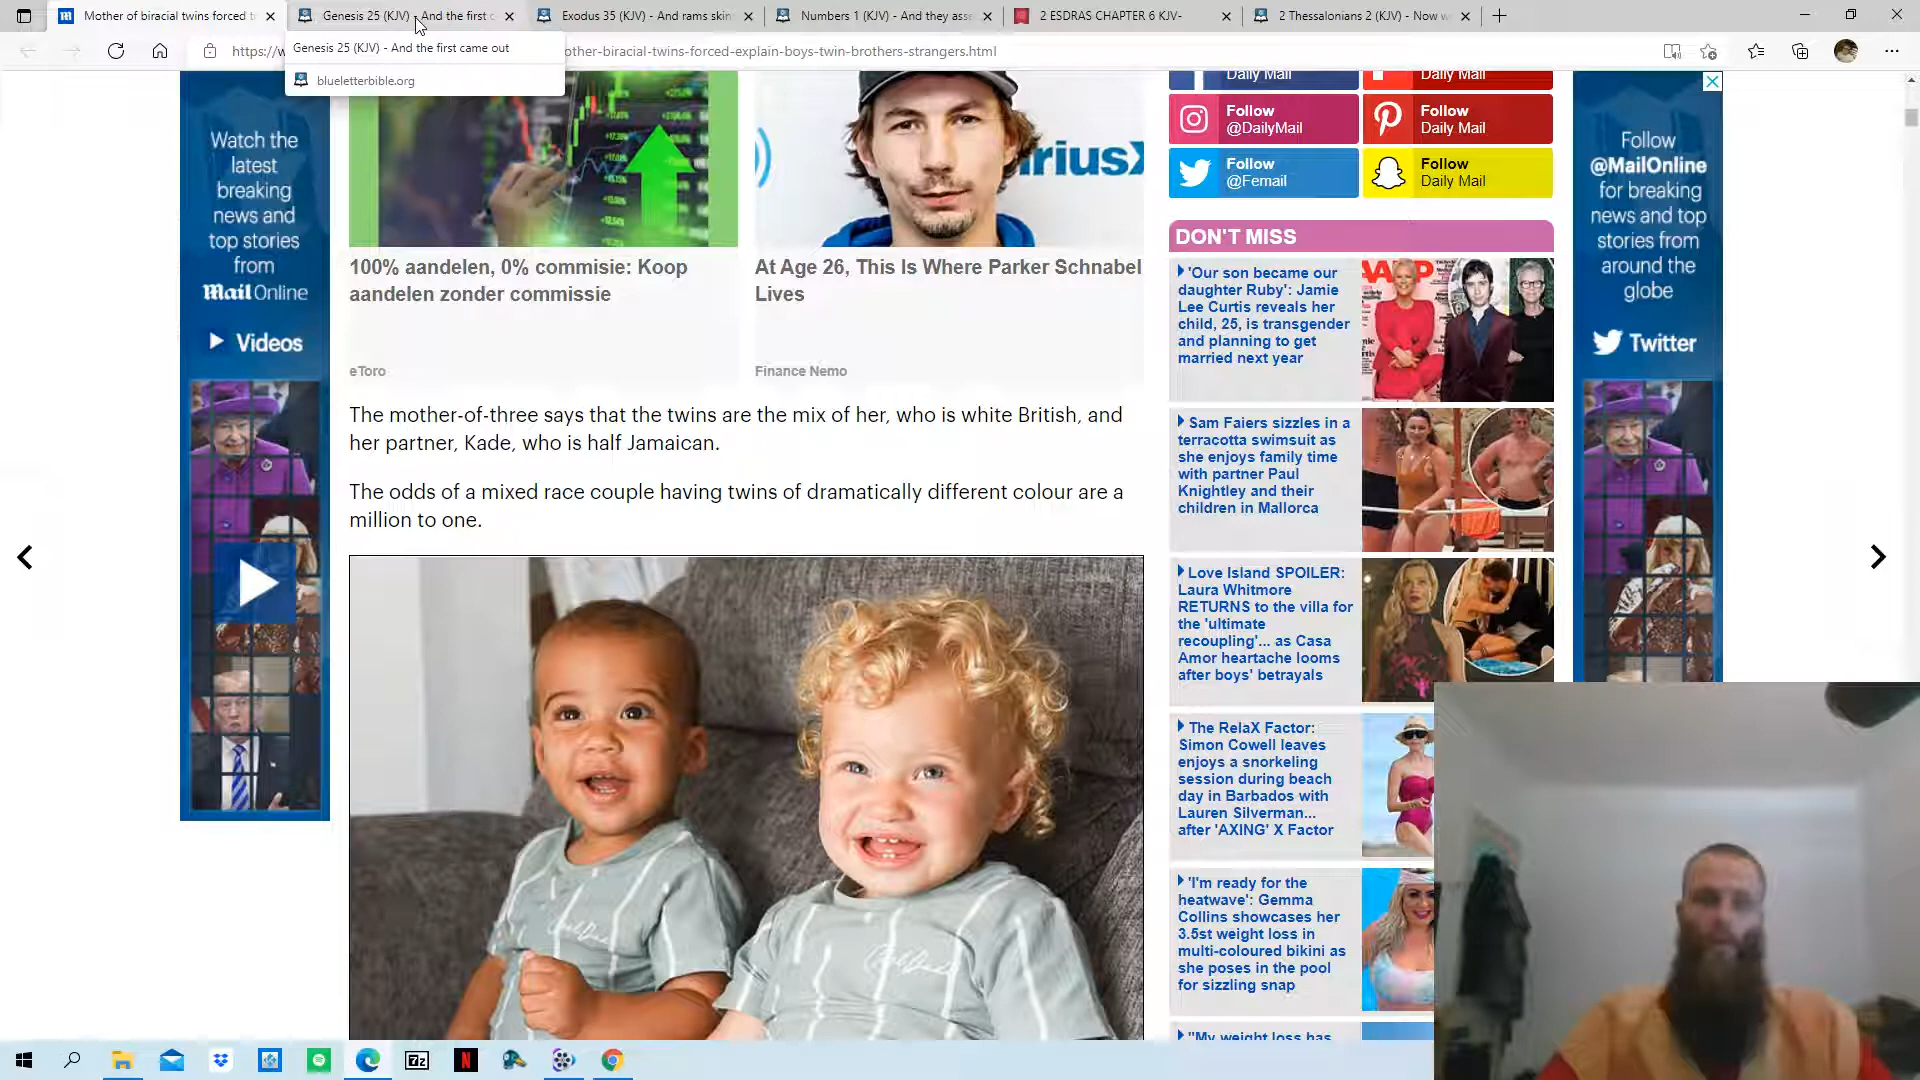 Mother of biracial twins forced t
Genesis 25 (KJV) - And the first c
Exodus 35 (KJV) - And rams skin
Numbers 1 (KJV) - And they asse
2 ESDRAS CHAPTER 6 KJV-
2 Thessalonians 2 (KJV) - Now w
Genesis 25 (KJV) - And the first came out
blueletterbible.org
https://w
other-biracial-twins-forced-explain-boys-twin-brothers-strangers.html
Watch the
latest
breaking
news and
top stories
from
Mail Online
Videos
iriusX
100% aandelen, 0% commisie: Koop
aandelen zonder commissie
eToro
At Age 26, This Is Where Parker Schnabel
Lives
Finance Nemo
The mother-of-three says that the twins are the mix of her, who is white British, and
her partner, Kade, who is half Jamaican.
The odds of a mixed race couple having twins of dramatically different colour are a
million to one.
Daily Mail
Daily Mail
Follow
@DailyMail
Follow
Daily Mail
Follow
@Femail
Follow
Daily Mail
DON'T MISS
'Our son became our
daughter Ruby': Jamie
Lee Curtis reveals her
child, 25, is transgender
and planning to get
married next year
AARP
Sam Faiers sizzles in a
terracotta swimsuit as
she enjoys family time
with partner Paul
Knightley and their
children in Mallorca
Love Island SPOILER:
Laura Whitmore
RETURNS to the villa for
the 'ultimate
recoupling'... as Casa
Amor heartache looms
after boys' betrayals
The RelaX Factor:
Simon Cowell leaves
enjoys a snorkeling
session during beach
day in Barbados with
Lauren Silverman...
after 'AXING' X Factor
'I'm ready for the
heatwave': Gemma
Collins showcases her
3.5st weight loss in
multi-coloured bikini as
she poses in the pool
for sizzling snap
"My weight loss has
Follow
@MailOnline
for breaking
news and top
stories from
around the
globe
Twitter